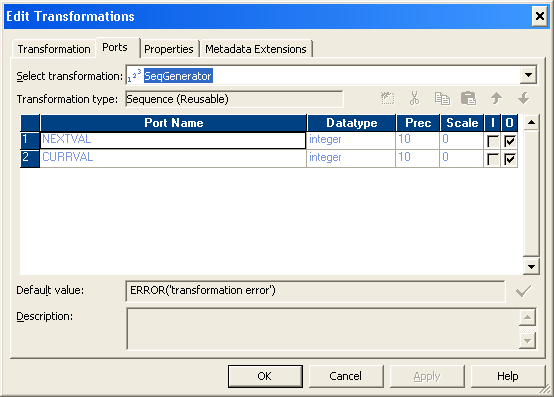 Edit Transformations
Transformation Ports Properties Metadata Extensions
Select transformation: SeqGenerator
Transformation type: Sequence (Reusable)
Port Name Datatype Prec Scale I O
1 NEXTVAL integer 10 0
2 CURRVAL integer 10 0
Default value: ERROR('transformation error')
Description:
OK Cancel Apply Help